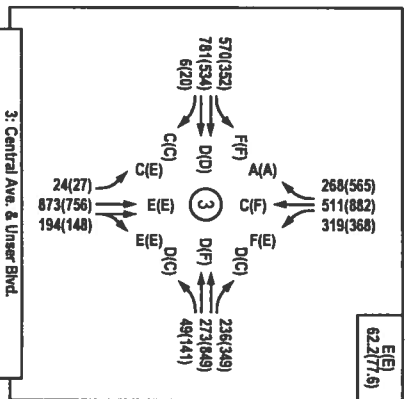 570(352)
781(534)
6(20)
F(F)
D(D)
C(C)
A(A)
C(F)
F(E)
268(565)
511(882)
319(368)
3
C(E)
E(E)
E(E)
24(27)
873(756)
194(148)
D(C)
D(F)
D(C)
49(141)
273(849)
236(349)
E(E)
62.2(77.6)
3: Central Ave. & Unser Blvd.